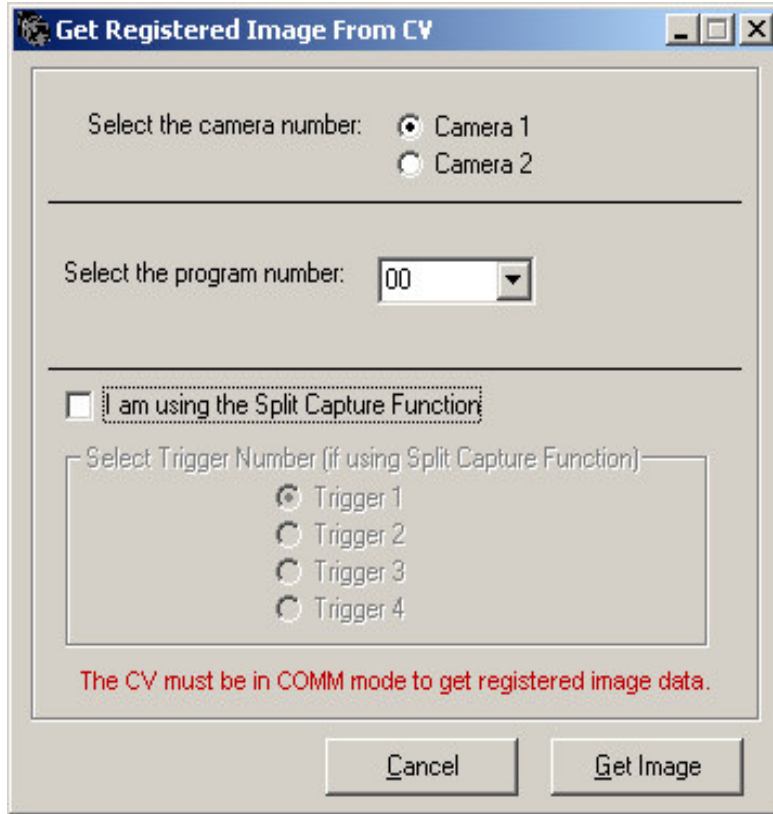 Get Registered Image From CV
Select the camera number:
Camera 1
Camera 2
Select the program number:
00
I am using the Split Capture Function
Select Trigger Number (if using Split Capture Function)
Trigger 1
Trigger 2
Trigger 3
Trigger 4
The CV must be in COMM mode to get registered image data.
Cancel
Get Image